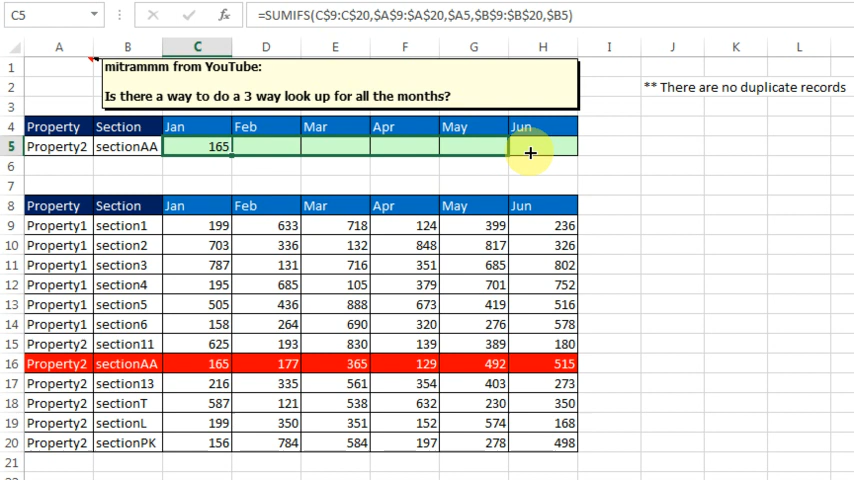 C5 fx =SUMIFS(C$9:C$20,$A$9:$A$20,$A5,$B$9:$B$20,$B5)
A B C D E F G H I J K L
1 mitrammm from YouTube:
2 ** There are no duplicate records
Is there a way to do a 3 way look up for all the months?
3
4 Property Section Jan Feb Mar Apr May Jun
5 Property2 sectionAA 165
6
7
8 Property Section Jan Feb Mar Apr May Jun
9 Property1 section1 199 633 718 124 399 236
10 Property1 section2 703 336 132 848 817 326
11 Property1 section3 787 131 716 351 685 802
12 Property1 section4 195 685 105 379 701 752
13 Property1 section5 505 436 888 673 419 516
14 Property1 section6 158 264 690 320 276 578
15 Property2 section11 625 193 830 139 389 180
16 Property2 sectionAA 165 177 365 129 492 515
17 Property2 section13 216 335 561 354 403 273
18 Property2 sectionT 587 121 538 632 230 350
19 Property2 sectionL 199 350 351 152 574 168
20 Property2 sectionPK 156 784 584 197 278 498
21